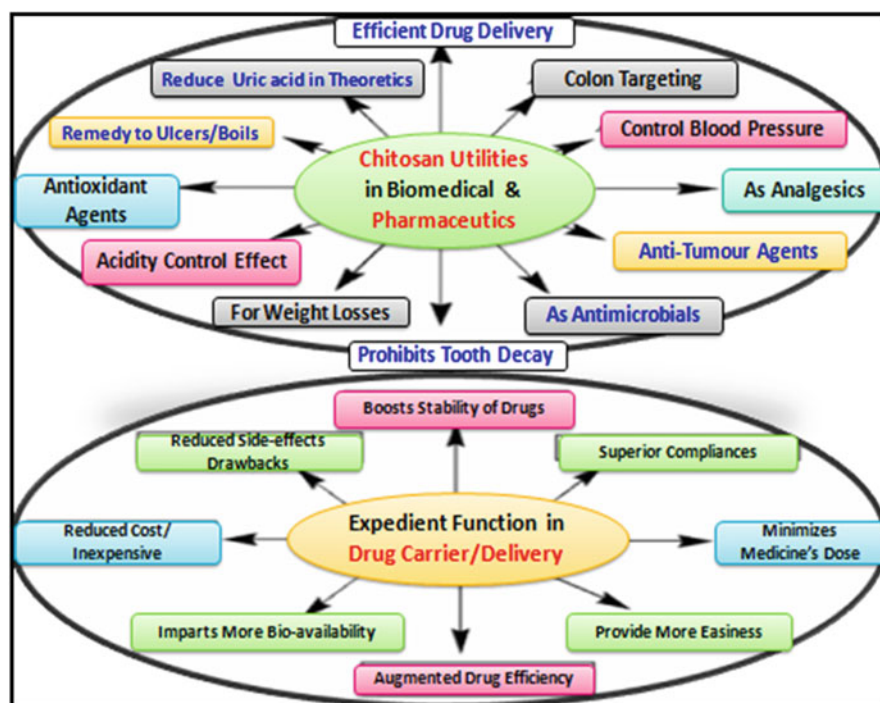 Efficient Drug Delivery
Reduce Uric acid in Theoretics
Colon Targeting
Remedy to Ulcers/Boils
Control Blood Pressure
Chitosan Utilities
in Biomedical &
Pharmaceutics
Antioxidant
Agents
As Analgesics
Acidity Control Effect
Anti-Tumour Agents
For Weight Losses
As Antimicrobials
Prohibits Tooth Decay
Boosts Stability of Drugs
Reduced Side-effects
Drawbacks
Superior Compliances
Reduced Cost/
Inexpensive
Expedient Function in
Drug Carrier/Delivery
Minimizes
Medicine's Dose
Imparts More Bio-availability
Provide More Easiness
Augmented Drug Efficiency